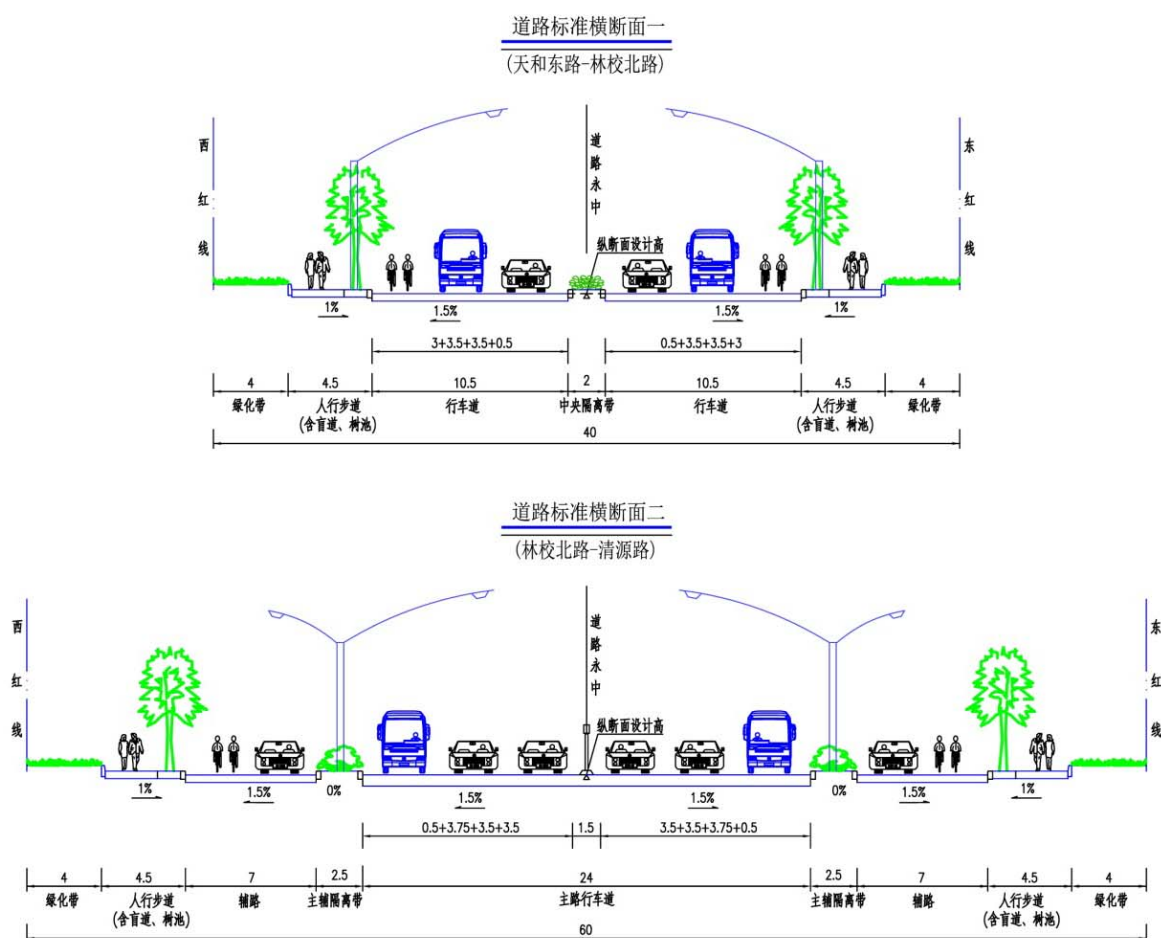 道路标准横断面一
(天和东路-林校北路)
西红线
道路永中
东红线
纵断面设计高
1%
1.5%
1.5%
1%
3+3.5+3.5+0.5
0.5+3.5+3.5+3
4
4.5
10.5
2
10.5
4.5
4
绿化带
人行步道
(含盲道、树池)
行车道
中央隔离带
行车道
人行步道
(含盲道、树池)
绿化带
40
道路标准横断面二
(林校北路-清源路)
西红线
道路永中
东红线
纵断面设计高
1%
1.5%
0%
1.5%
1.5%
0%
1.5%
1%
0.5+3.75+3.5+3.5
1.5
3.5+3.5+3.75+0.5
4
4.5
7
2.5
24
2.5
7
4.5
4
绿化带
人行步道
(含盲道、树池)
辅路
主辅隔离带
主路行车道
主辅隔离带
辅路
人行步道
(含盲道、树池)
绿化带
60